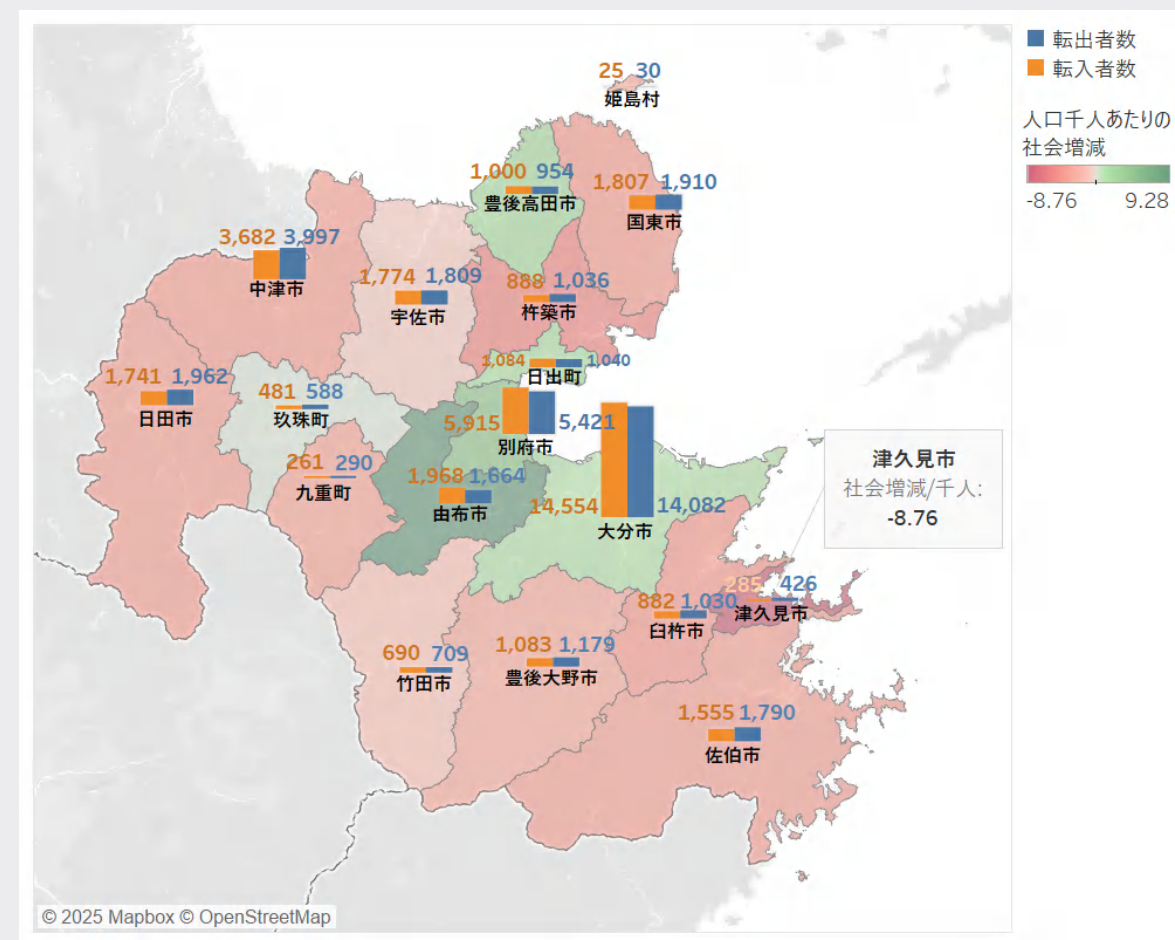 転出者数
転入者数
人口千人あたりの
社会増減
-8.76 9.28
25 30
姫島村
1,000 954
豊後高田市
1,807 1,910
国東市
3,682 3,997
中津市
1,774 1,809
宇佐市
888 1,036
杵築市
1,084 1,040
日出町
1,741 1,962
日田市
481 588
玖珠町
5,915 5,421
別府市
261 290
九重町
1,968 1,664
由布市
14,554 14,082
大分市
津久見市
社会増減/千人:
-8.76
285 426
津久見市
882 1,030
臼杵市
690 709
竹田市
1,083 1,179
豊後大野市
1,555 1,790
佐伯市
© 2025 Mapbox © OpenStreetMap